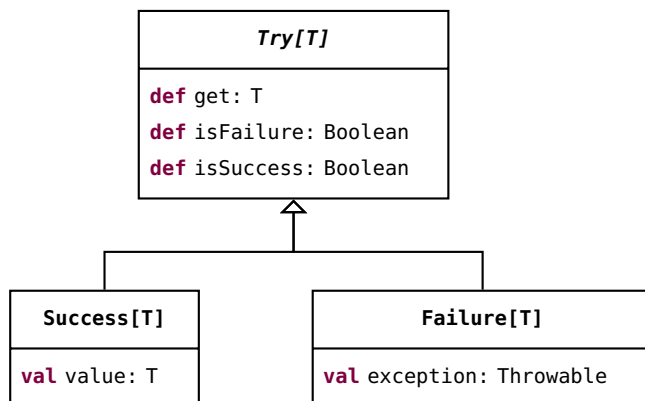 Try[T]
def get: T
def isFailure: Boolean
def isSuccess: Boolean
Success[T]
val value: T
Failure[T]
val exception: Throwable